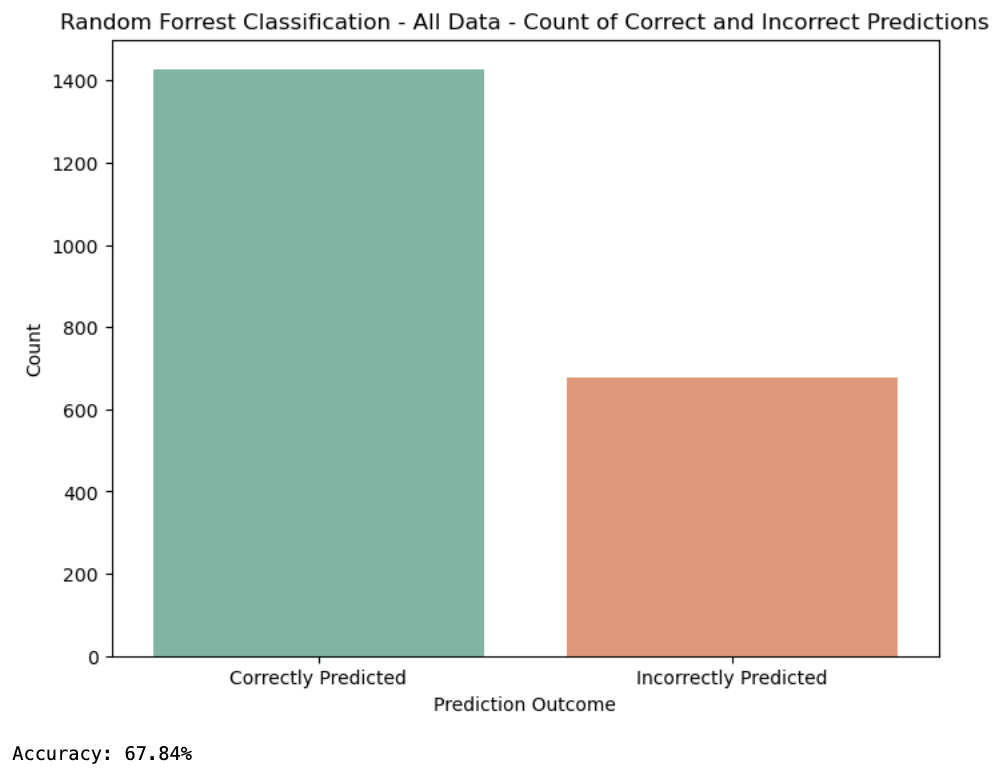 Random Forrest Classification - All Data - Count of Correct and Incorrect Predictions
1400
1200
1000
800
600
400
200
0
Count
Correctly Predicted
Incorrectly Predicted
Prediction Outcome
Accuracy: 67.84%